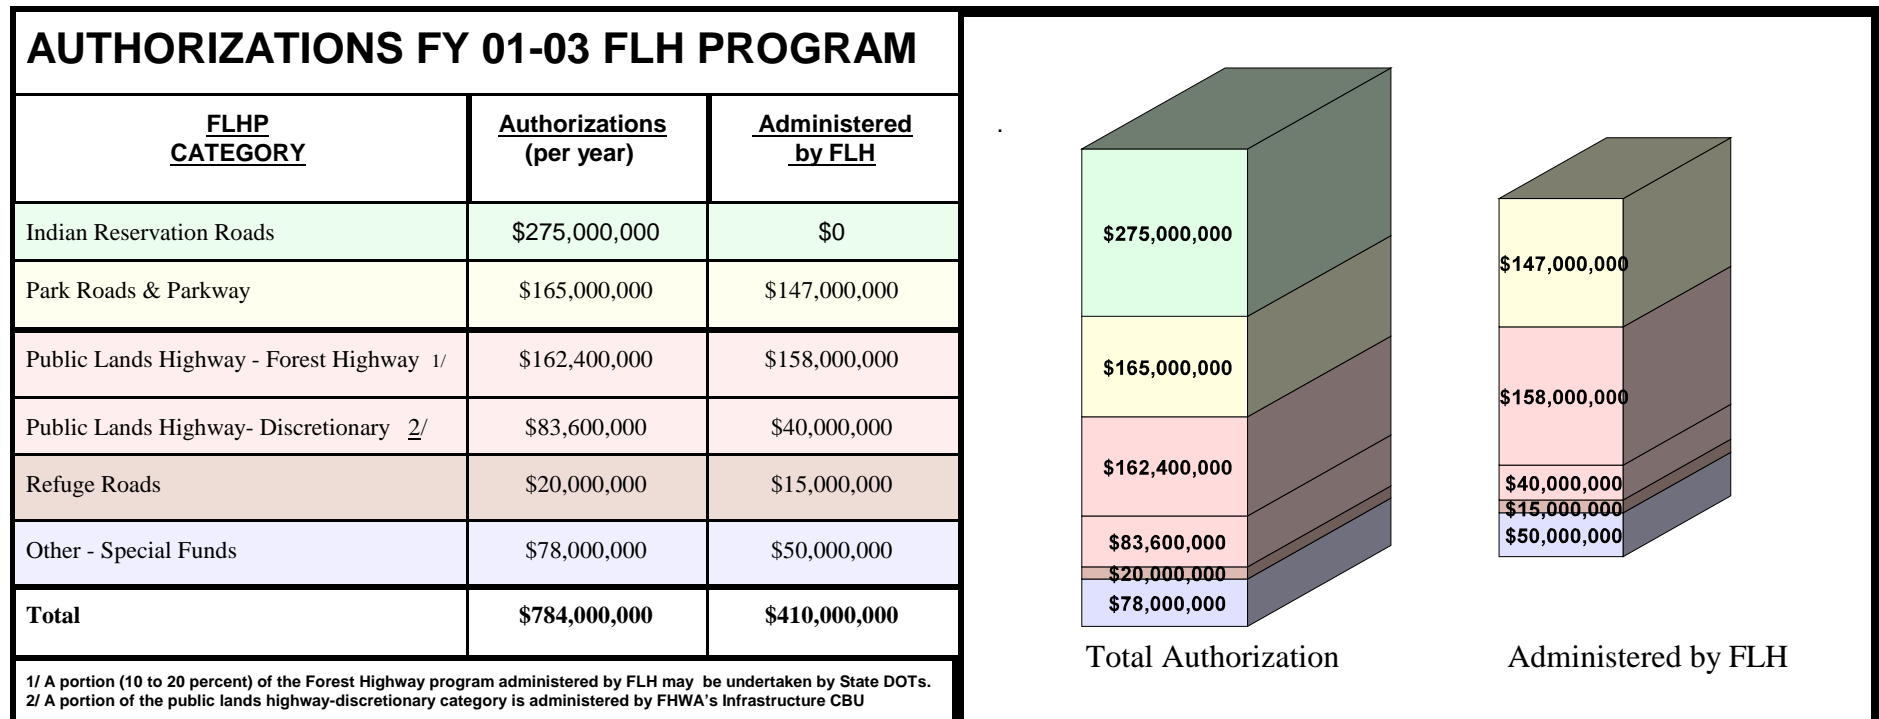 AUTHORIZATIONS FY 01-03 FLH PROGRAM
FLHP CATEGORY Authorizations (per year) Administered by FLH
Indian Reservation Roads $275,000,000 $0
Park Roads & Parkway $165,000,000 $147,000,000
Public Lands Highway - Forest Highway 1/ $162,400,000 $158,000,000
Public Lands Highway- Discretionary 2/ $83,600,000 $40,000,000
Refuge Roads $20,000,000 $15,000,000
Other - Special Funds $78,000,000 $50,000,000
Total $784,000,000 $410,000,000
1/ A portion (10 to 20 percent) of the Forest Highway program administered by FLH may be undertaken by State DOTs.
2/ A portion of the public lands highway-discretionary category is administered by FHWA's Infrastructure CBU
.
$275,000,000
$165,000,000
$162,400,000
$83,600,000
$20,000,000
$78,000,000
Total Authorization
$147,000,000
$158,000,000
$40,000,000
$15,000,000
$50,000,000
Administered by FLH